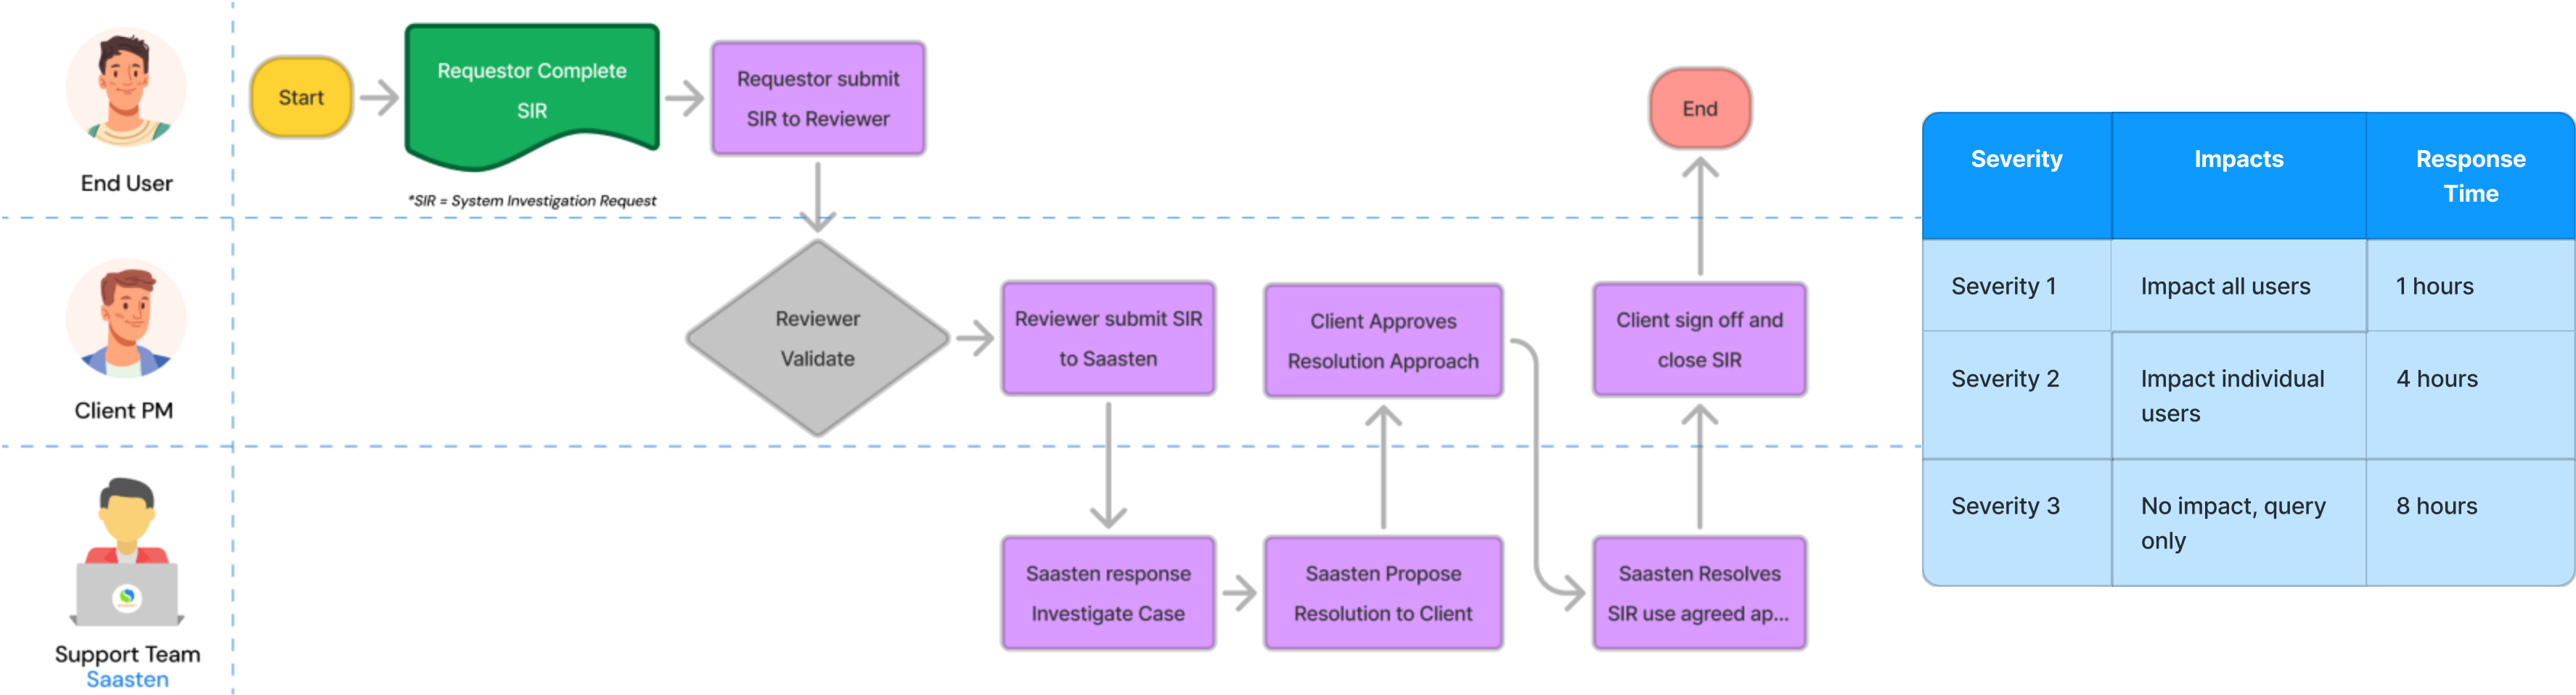 Start
Requestor Complete
SIR
Requestor submit
SIR to Reviewer
End
End User
*SIR = System Investigation Request
Reviewer
Validate
Reviewer submit SIR
to Saasten
Client Approves
Resolution Approach
Client sign off and
close SIR
Client PM
Saasten response
Investigate Case
Saasten Propose
Resolution to Client
Saasten Resolves
SIR use agreed ap...
Support Team
Saasten
Severity
Impacts
Response
Time
Severity 1
Impact all users
1 hours
Severity 2
Impact individual
users
4 hours
Severity 3
No impact, query
only
8 hours